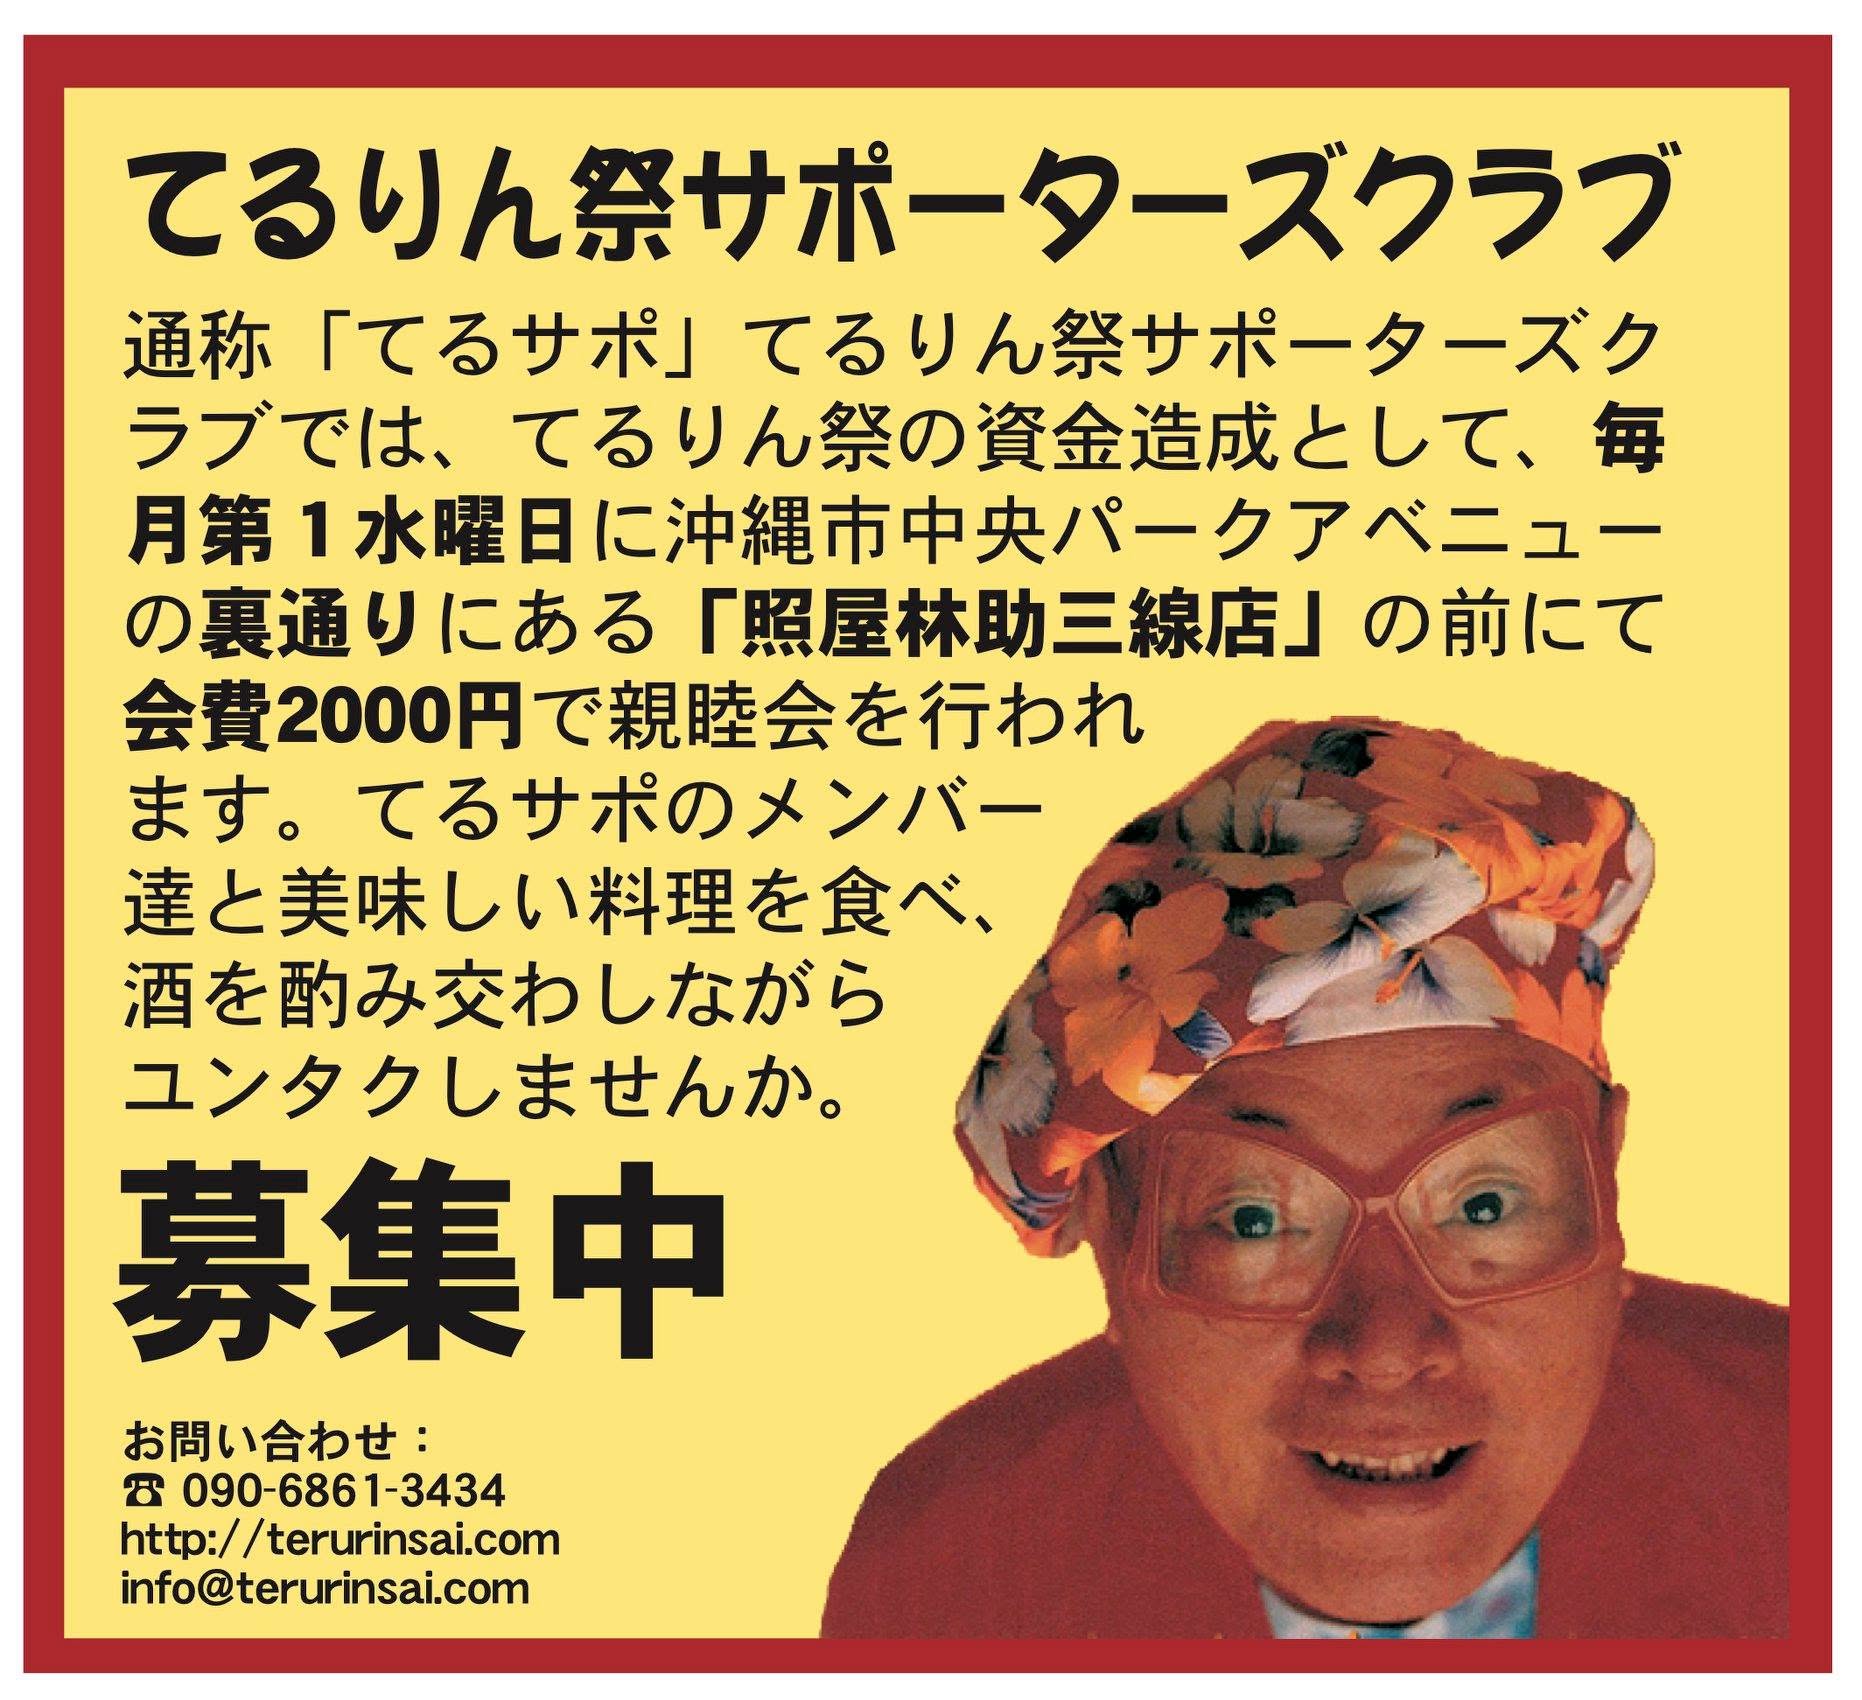 てるりん祭サポーターズクラブ
通称「てるサポ」てるりん祭サポーターズク
ラブでは、てるりん祭の資金造成として、毎
月第１水曜日に沖縄市中央パークアベニュー
の裏通りにある「照屋林助三線店」の前にて
会費2000円で親睦会を行われ
ます。てるサポのメンバー
達と美味しい料理を食べ、
酒を酌み交わしながら
ユンタクしませんか。
募集中
お問い合わせ：
☎ 090-6861-3434
http://terurinsai.com
info@terurinsai.com